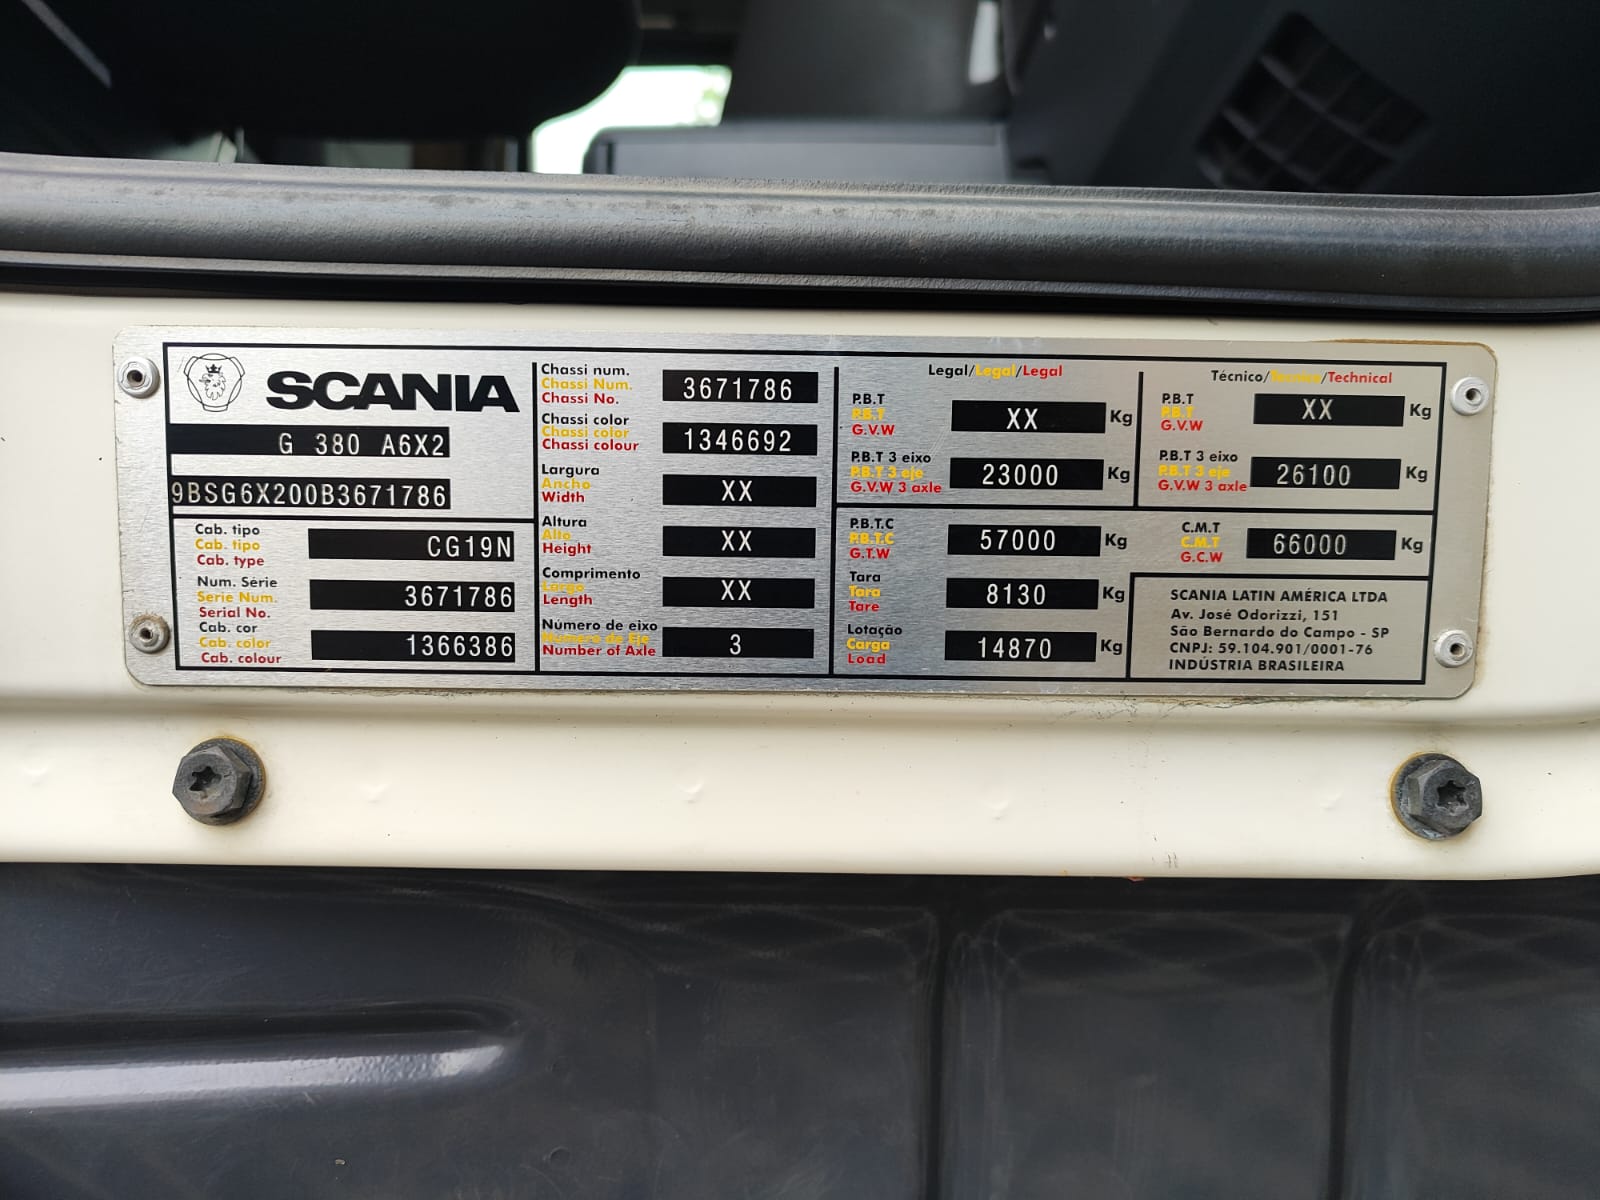 SCANIA
G 380 A6X2
9BSG6X200B3671786
Cab. tipo
Cab. tipo
Cab. type
CG19N
Num. Série
Serie Num.
Serial No.
3671786
Cab. cor
Cab. color
Cab. colour
1366386
Chassi num.
Chassi Num.
Chassi No.
3671786
Chassi color
Chassi color
Chassi colour
1346692
Largura
Ancho
Width
XX
Altura
Alto
Height
XX
Comprimento
Largo
Length
XX
Número de eixo
Numero de Eje
Number of Axle
3
Legal/Legal/Legal
P.B.T
P.B.T
G.V.W
XX Kg
P.B.T 3 eixo
P.B.T 3 eje
G.V.W 3 axle
23000 Kg
Técnico/Tecnico/Technical
P.B.T
P.B.T
G.V.W
XX Kg
P.B.T 3 eixo
P.B.T 3 eje
G.V.W 3 axle
26100 Kg
P.B.T.C
P.B.T.C
G.T.W
57000 Kg
Tara
Tara
Tare
8130 Kg
Lotação
Carga
Load
14870 Kg
C.M.T
C.M.T
G.C.W
66000 Kg
SCANIA LATIN AMÉRICA LTDA
Av. José Odorizzi, 151
São Bernardo do Campo - SP
CNPJ: 59.104.901/0001-76
INDÚSTRIA BRASILEIRA